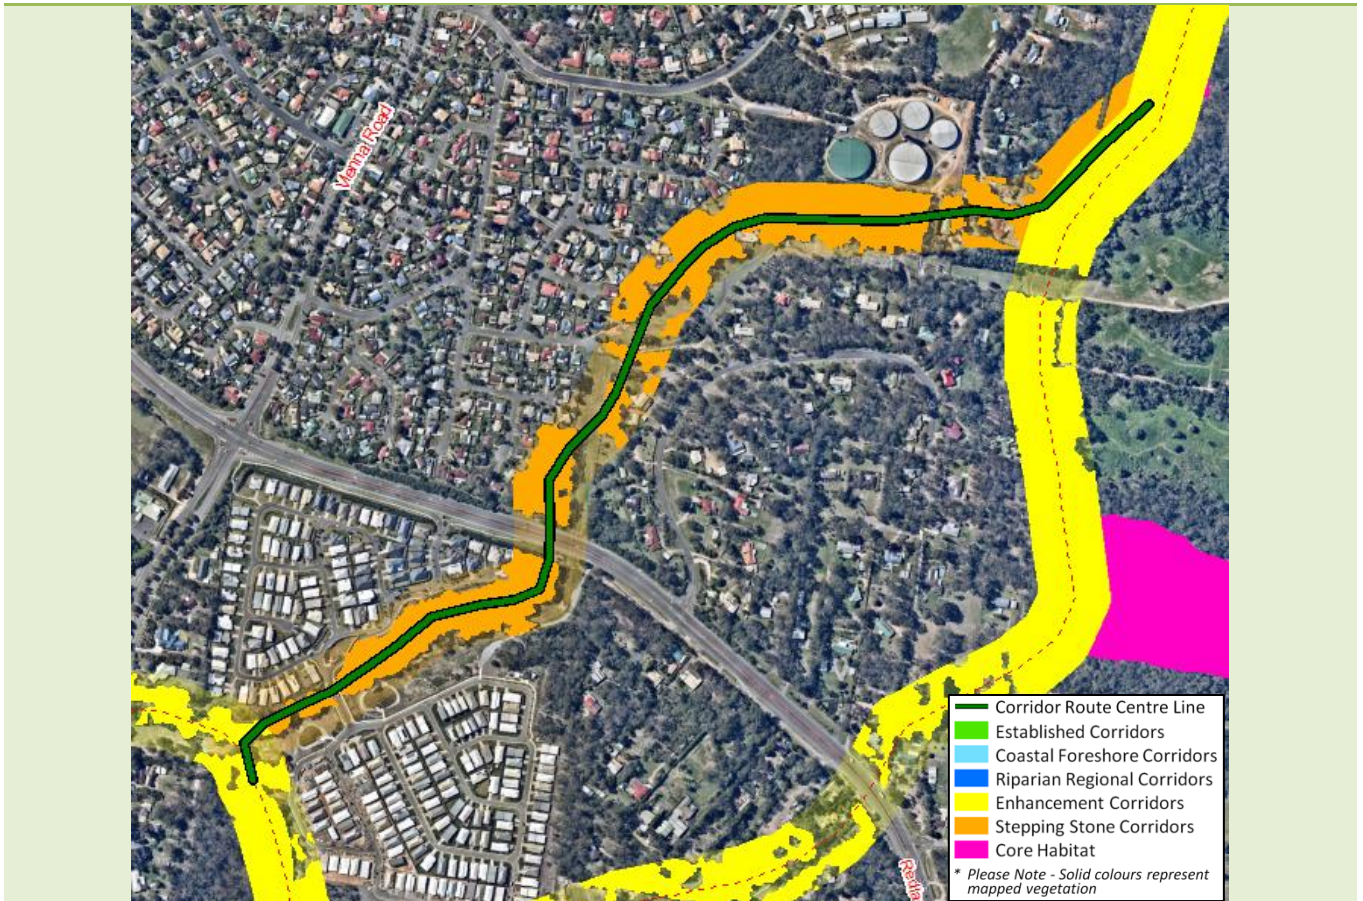 Vienna Road
Redla
Corridor Route Centre Line
Established Corridors
Coastal Foreshore Corridors
Riparian Regional Corridors
Enhancement Corridors
Stepping Stone Corridors
Core Habitat
* Please Note - Solid colours represent
mapped vegetation